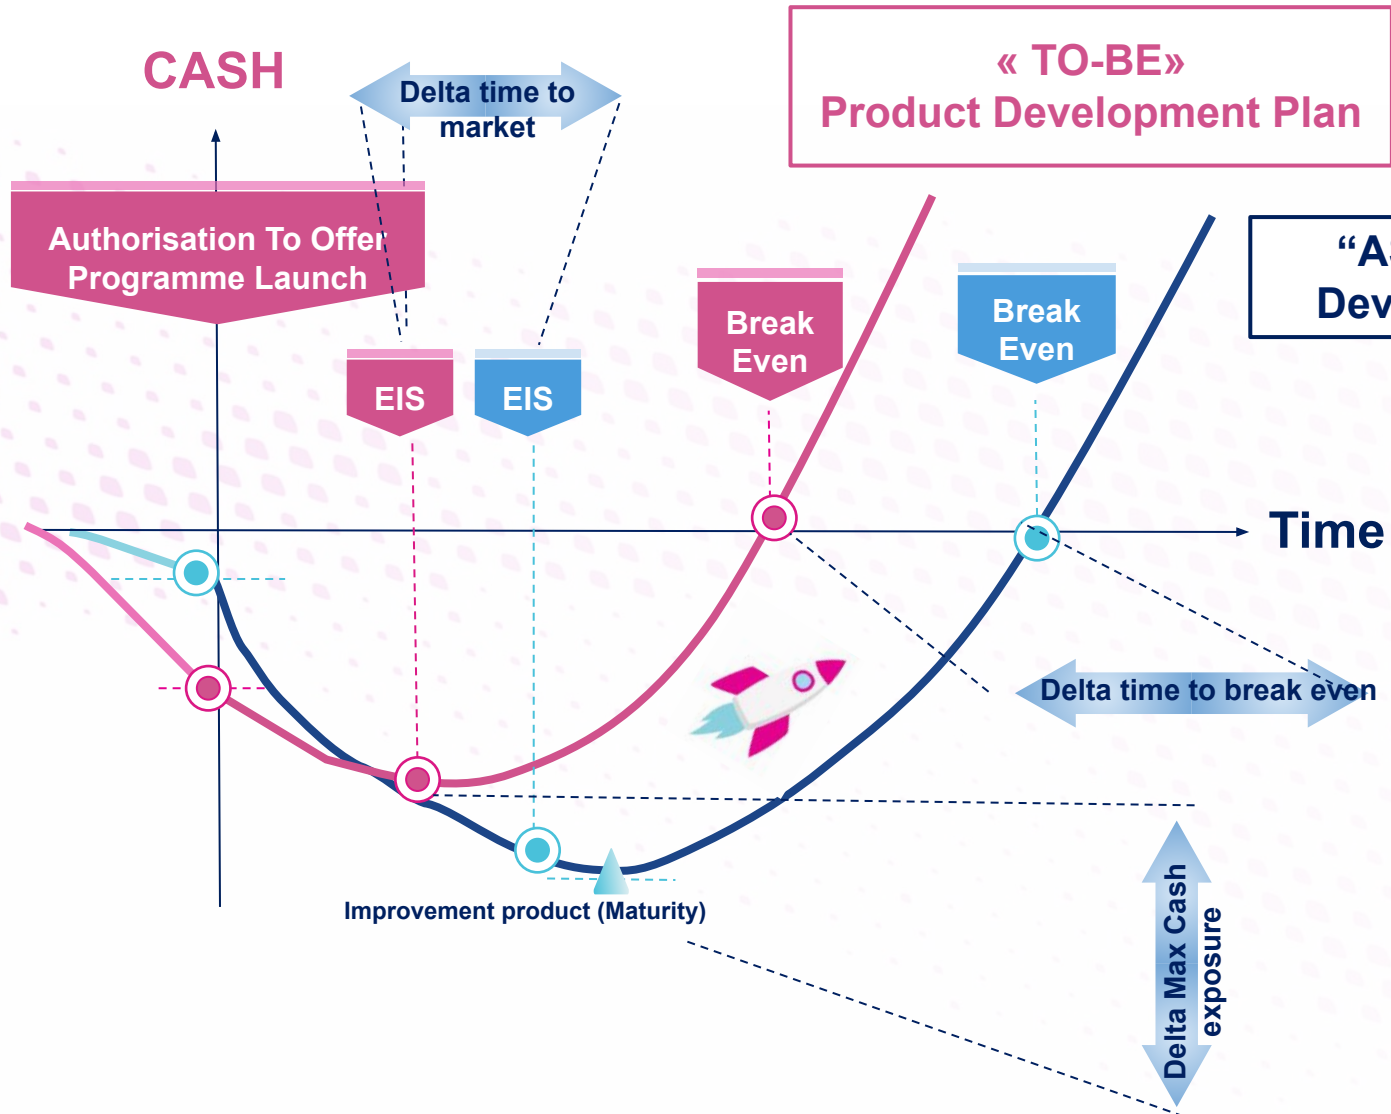 CASH
Delta time to
market
« TO-BE»
Product Development Plan
Authorisation To Offer
Programme Launch
Break
Even
Break
Even
EIS
EIS
Time
Delta time to break even
Improvement product (Maturity)
Delta Max Cash
exposure